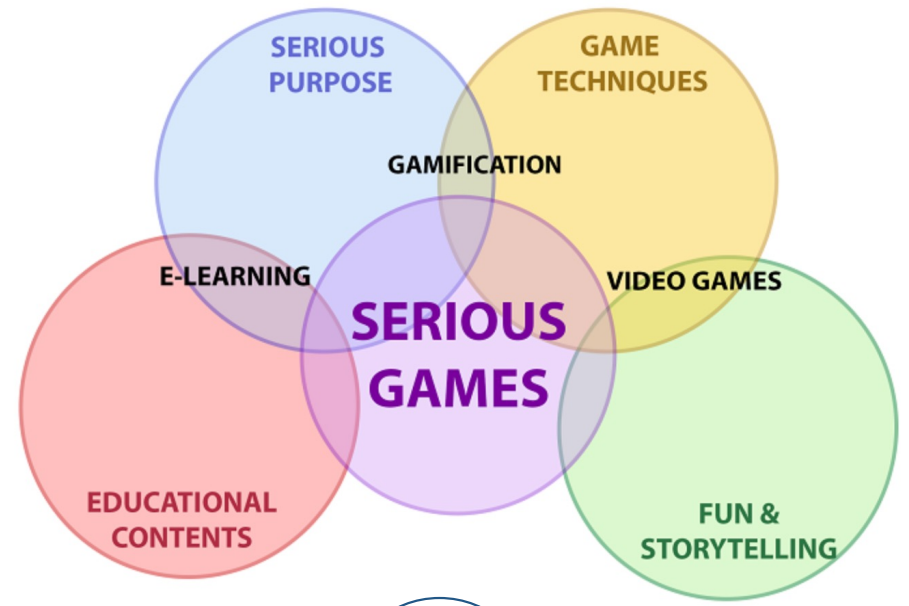 SERIOUS
PURPOSE
GAME
TECHNIQUES
GAMIFICATION
E-LEARNING
VIDEO GAMES
SERIOUS
GAMES
EDUCATIONAL
CONTENTS
FUN &
STORYTELLING